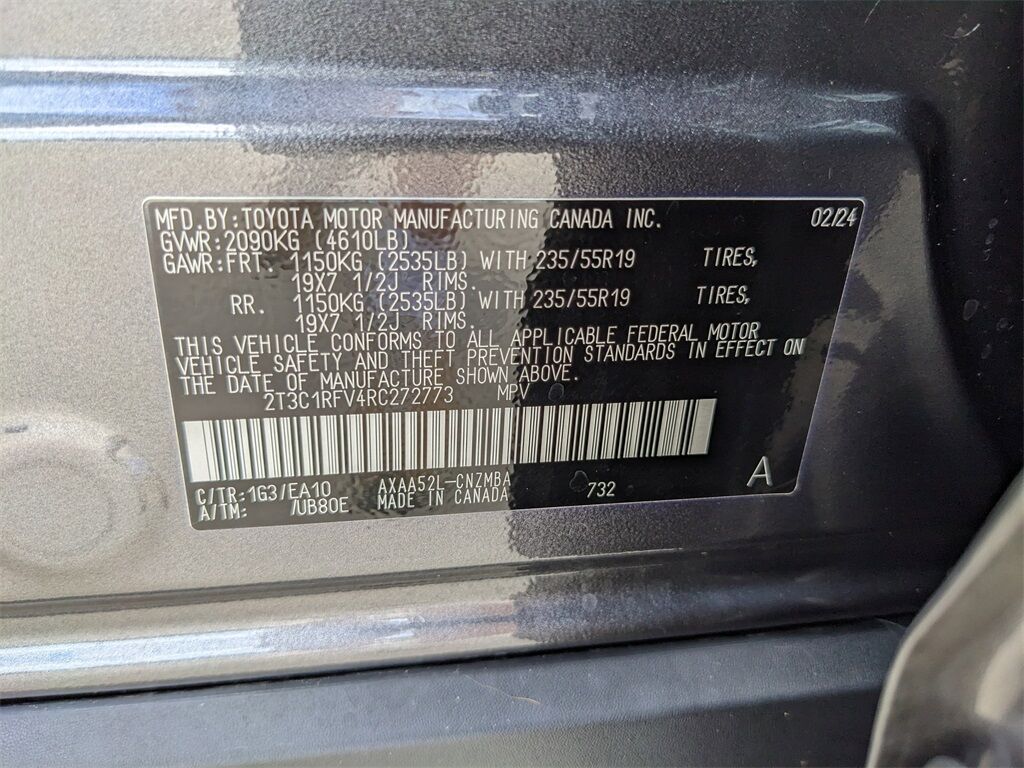 MFD.BY:TOYOTA MOTOR MANUFACTURING CANADA INC. 02/24
GVWR:2090KG (4610LB)
GAWR:FRT. 1150KG (2535LB) WITH 235/55R19 TIRES,
19X7 1/2J RIMS.
RR. 1150KG (2535LB) WITH 235/55R19 TIRES,
19X7 1/2J RIMS.
THIS VEHICLE CONFORMS TO ALL APPLICABLE FEDERAL MOTOR
VEHICLE SAFETY AND THEFT PREVENTION STANDARDS IN EFFECT ON
THE DATE OF MANUFACTURE SHOWN ABOVE.
2T3C1RFV4RC272773 MPV
C/TR:1G3/EA10 AXAA52L-CNZMBA 732 A
A/TM: /UB80E MADE IN CANADA